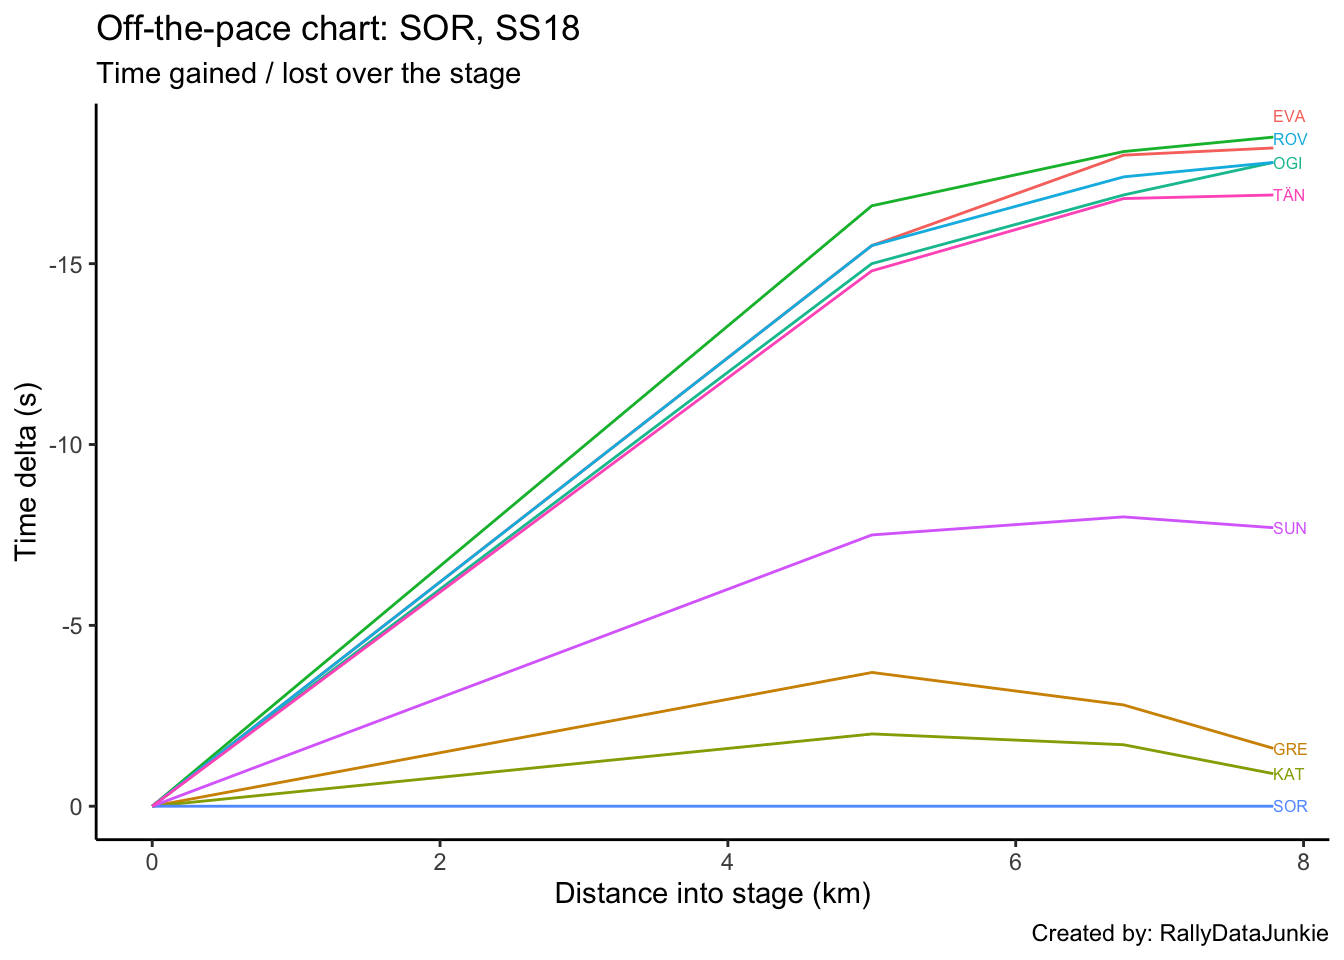 Off-the-pace chart: SOR, SS18
Time gained / lost over the stage
EVA
ROV
OGI
TÄN
-15
-10
SUN
-5
GRE
KAT
0
SOR
Time delta (s)
0 2 4 6 8
Distance into stage (km)
Created by: RallyDataJunkie